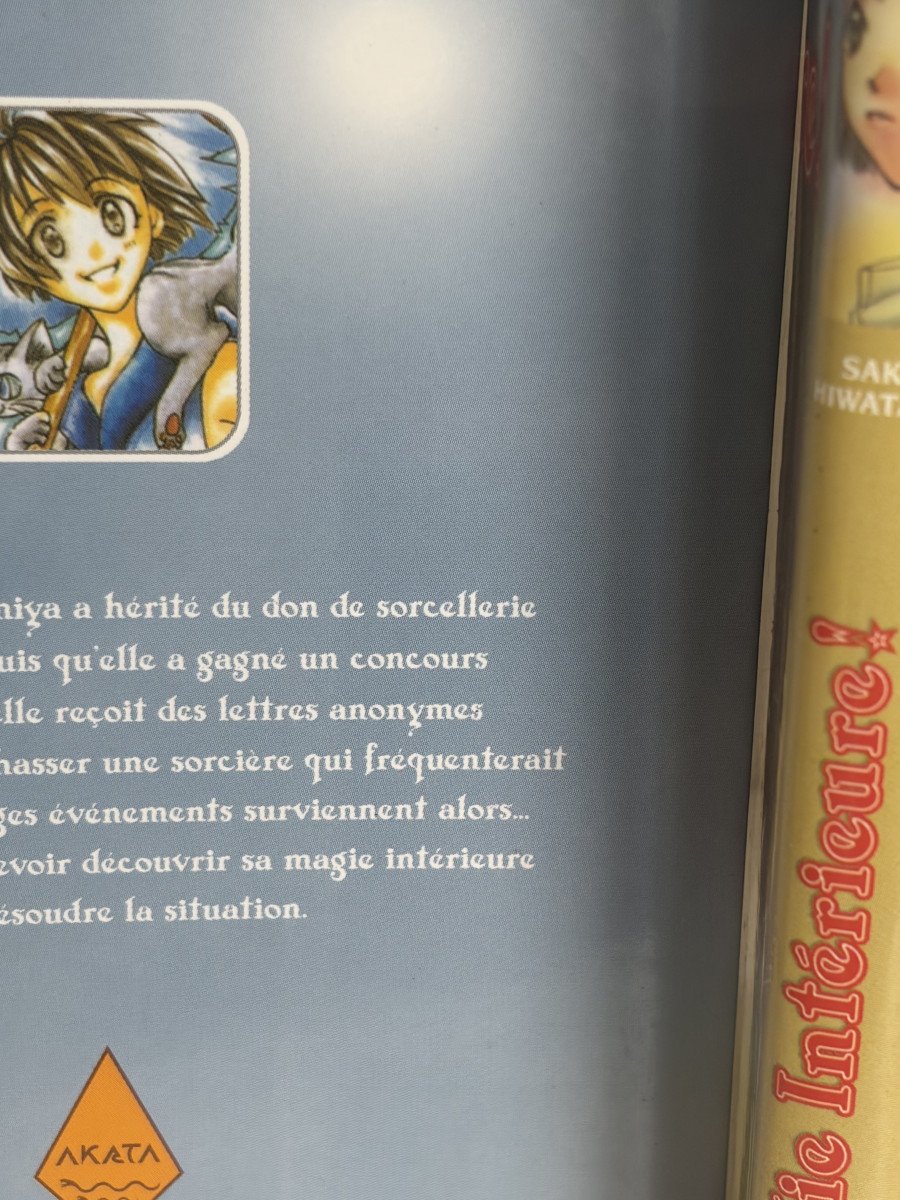 niya a hérité du don de sorcellerie
uis qu'elle a gagné un concours
lle reçoit des lettres anonymes
hasser une sorcière qui fréquenterait
ges événements surviennent alors...
evoir découvrir sa magie intérieure
ésoudre la situation.
AKATA
SAK
HIWATA
ie Intérieure!